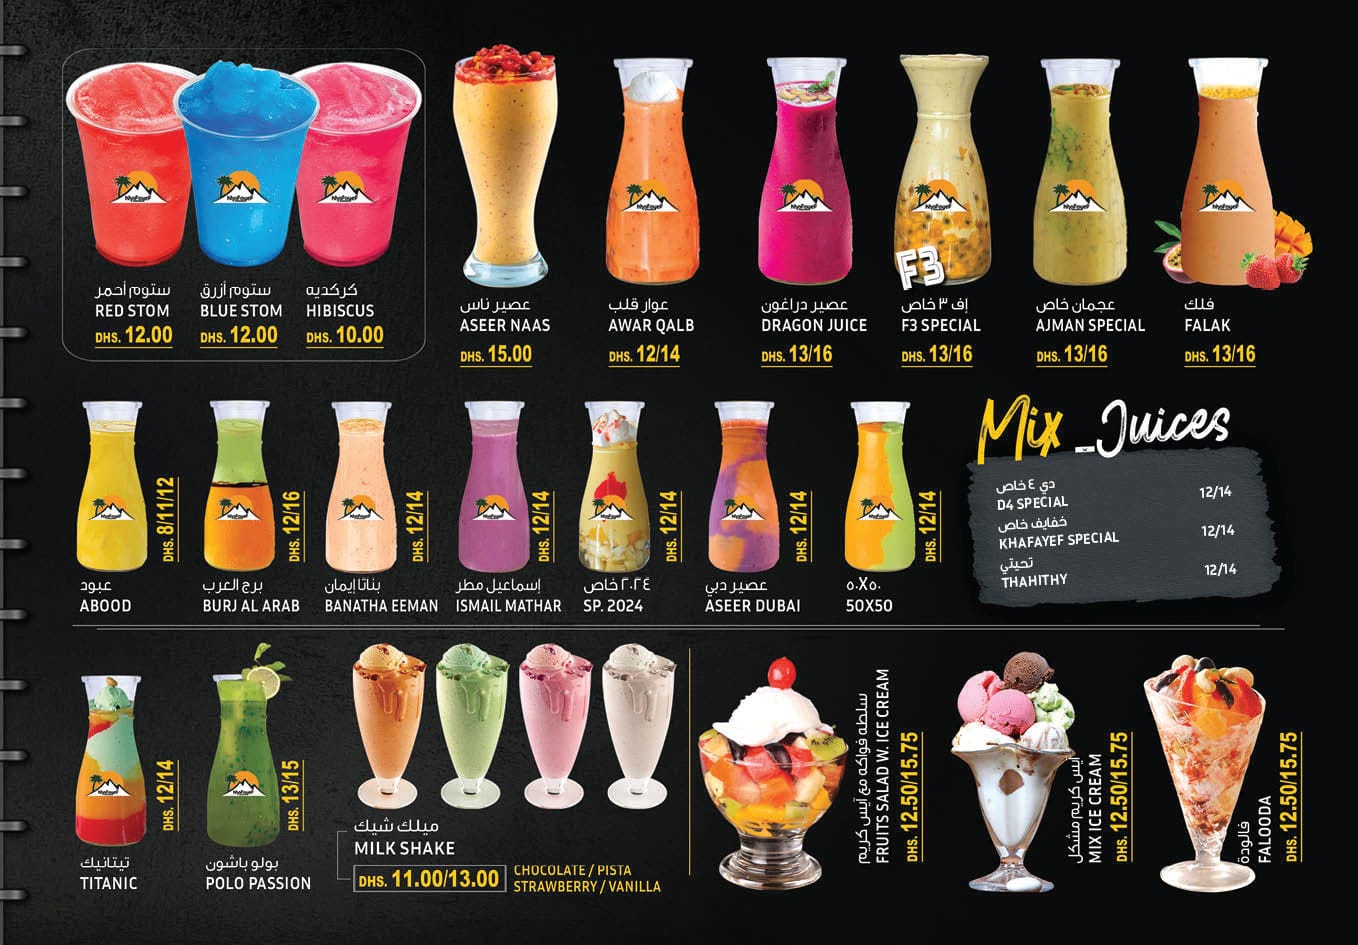 ستوم أحمر
RED STOM
DHS. 12.00
ستوم أزرق
BLUE STOM
DHS. 12.00
كركديه
HIBISCUS
DHS. 10.00
عصير ناس
ASEER NAAS
DHS. 15.00
عوار قلب
AWAR QALB
DHS. 12/14
عصير دراغون
DRAGON JUICE
DHS. 13/16
F3
إف ٣ خاص
F3 SPECIAL
DHS. 13/16
عجمان خاص
AJMAN SPECIAL
DHS. 13/16
فلك
FALAK
DHS. 13/16
عبود
ABOOD
DHS. 8/11/12
برج العرب
BURJ AL ARAB
DHS. 12/16
بناتا إيمان
BANATHA EEMAN
DHS. 12/14
إسماعيل مطر
ISMAIL MATHAR
DHS. 12/14
٢٠٢٤ خاص
SP. 2024
DHS. 12/14
عصير دبي
ASEER DUBAI
DHS. 12/14
٥٠X٥٠
50X50
DHS. 12/14
Mix Juices
دي ٤ خاص
D4 SPECIAL 12/14
خفايف خاص
KHAFAYEF SPECIAL 12/14
تحيتي
THAHITHY 12/14
تيتانيك
TITANIC
DHS. 12/14
بولو باشون
POLO PASSION
DHS. 13/15
ميلك شيك
MILK SHAKE
DHS. 11.00/13.00
CHOCOLATE / PISTA
STRAWBERRY / VANILLA
سلطه فواكه مع آيس كريم
FRUITS SALAD W. ICE CREAM
DHS. 12.50/15.75
آيس كريم مشكل
MIX ICE CREAM
DHS. 12.50/15.75
فالودة
FALOODA
DHS. 12.50/15.75